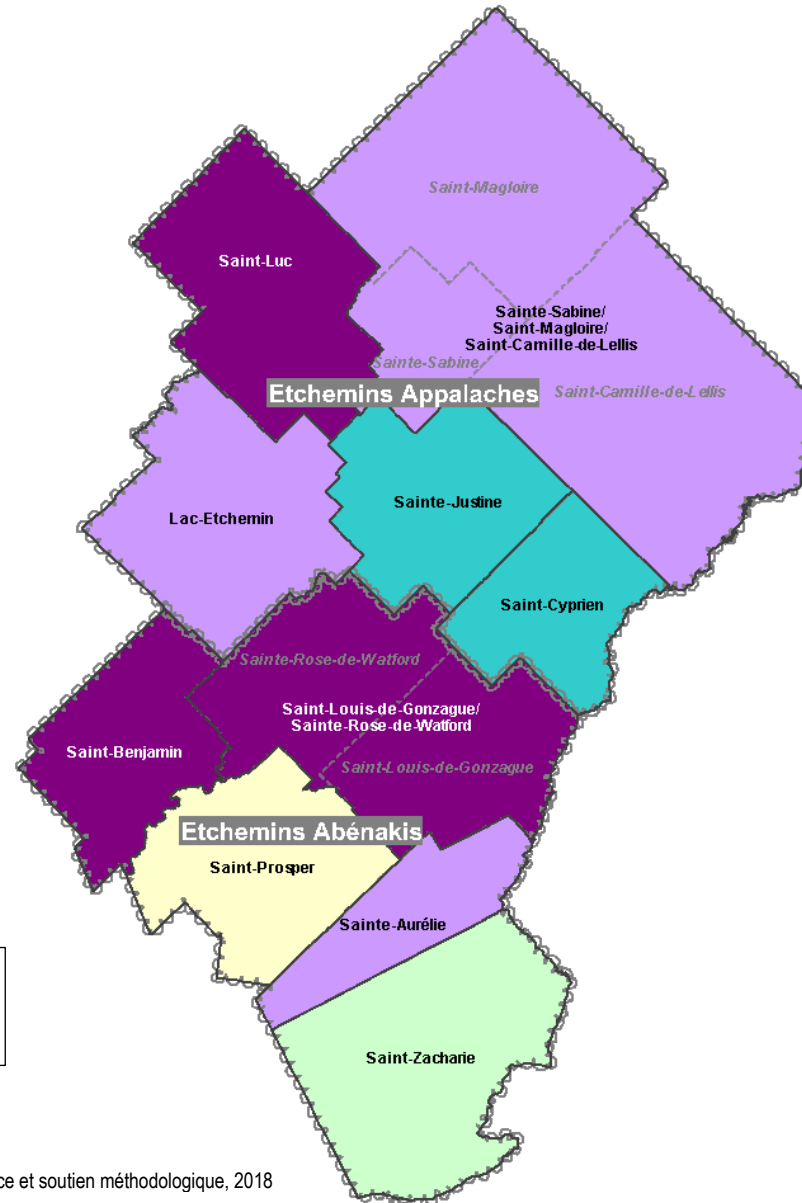 Saint-Magloire
Saint-Luc
Sainte-Sabine/
Saint-Magloire/
Saint-Camille-de-Lellis
Sainte-Sabine
Etchemins Appalaches
Saint-Camille-de-Lellis
Sainte-Justine
Lac-Etchemin
Saint-Cyprien
Sainte-Rose-de-Watford
Saint-Louis-de-Gonzague/
Sainte-Rose-de-Watford
Saint-Benjamin
Saint-Louis-de-Gonzague
Etchemins Abénakis
Saint-Prosper
Sainte-Aurélie
Saint-Zacharie
ce et soutien méthodologique, 2018